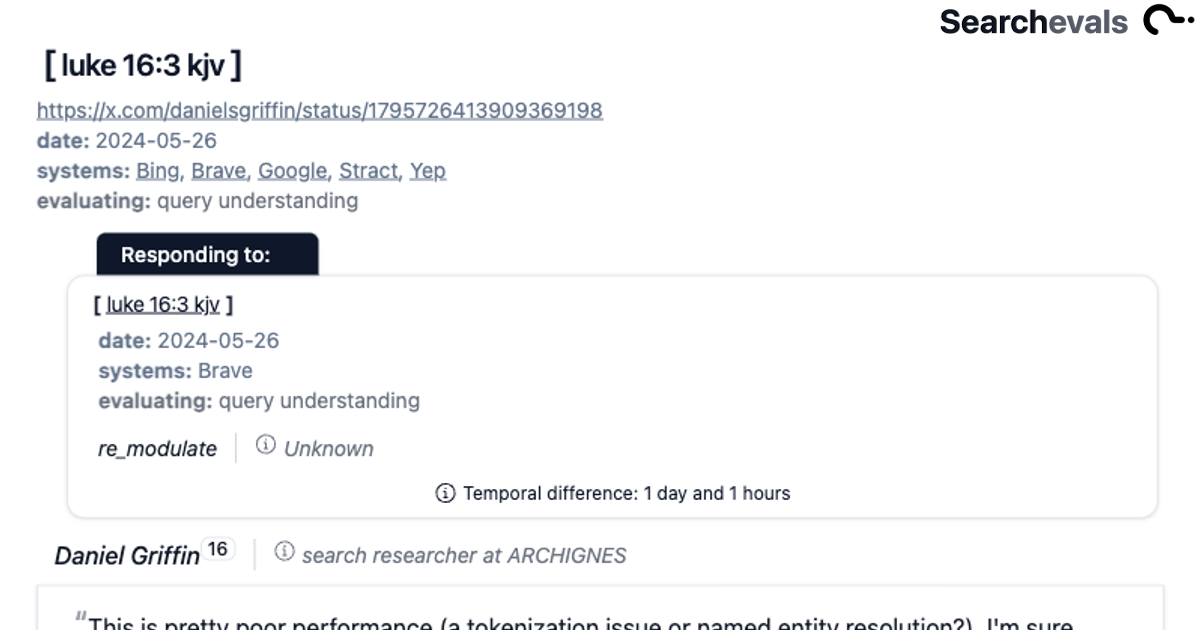 Searchevals
[ luke 16:3 kjv ]
https://x.com/danielsgriffin/status/1795726413909369198
date: 2024-05-26
systems: Bing, Brave, Google, Stract, Yep
evaluating: query understanding
Responding to:
[ luke 16:3 kjv ]
date: 2024-05-26
systems: Brave
evaluating: query understanding
re_modulate
Unknown
Temporal difference: 1 day and 1 hours
Daniel Griffin 16
search researcher at ARCHIGNES
"This is pretty poor performance (a tokenization issue or named entity resolution?). I'm sure